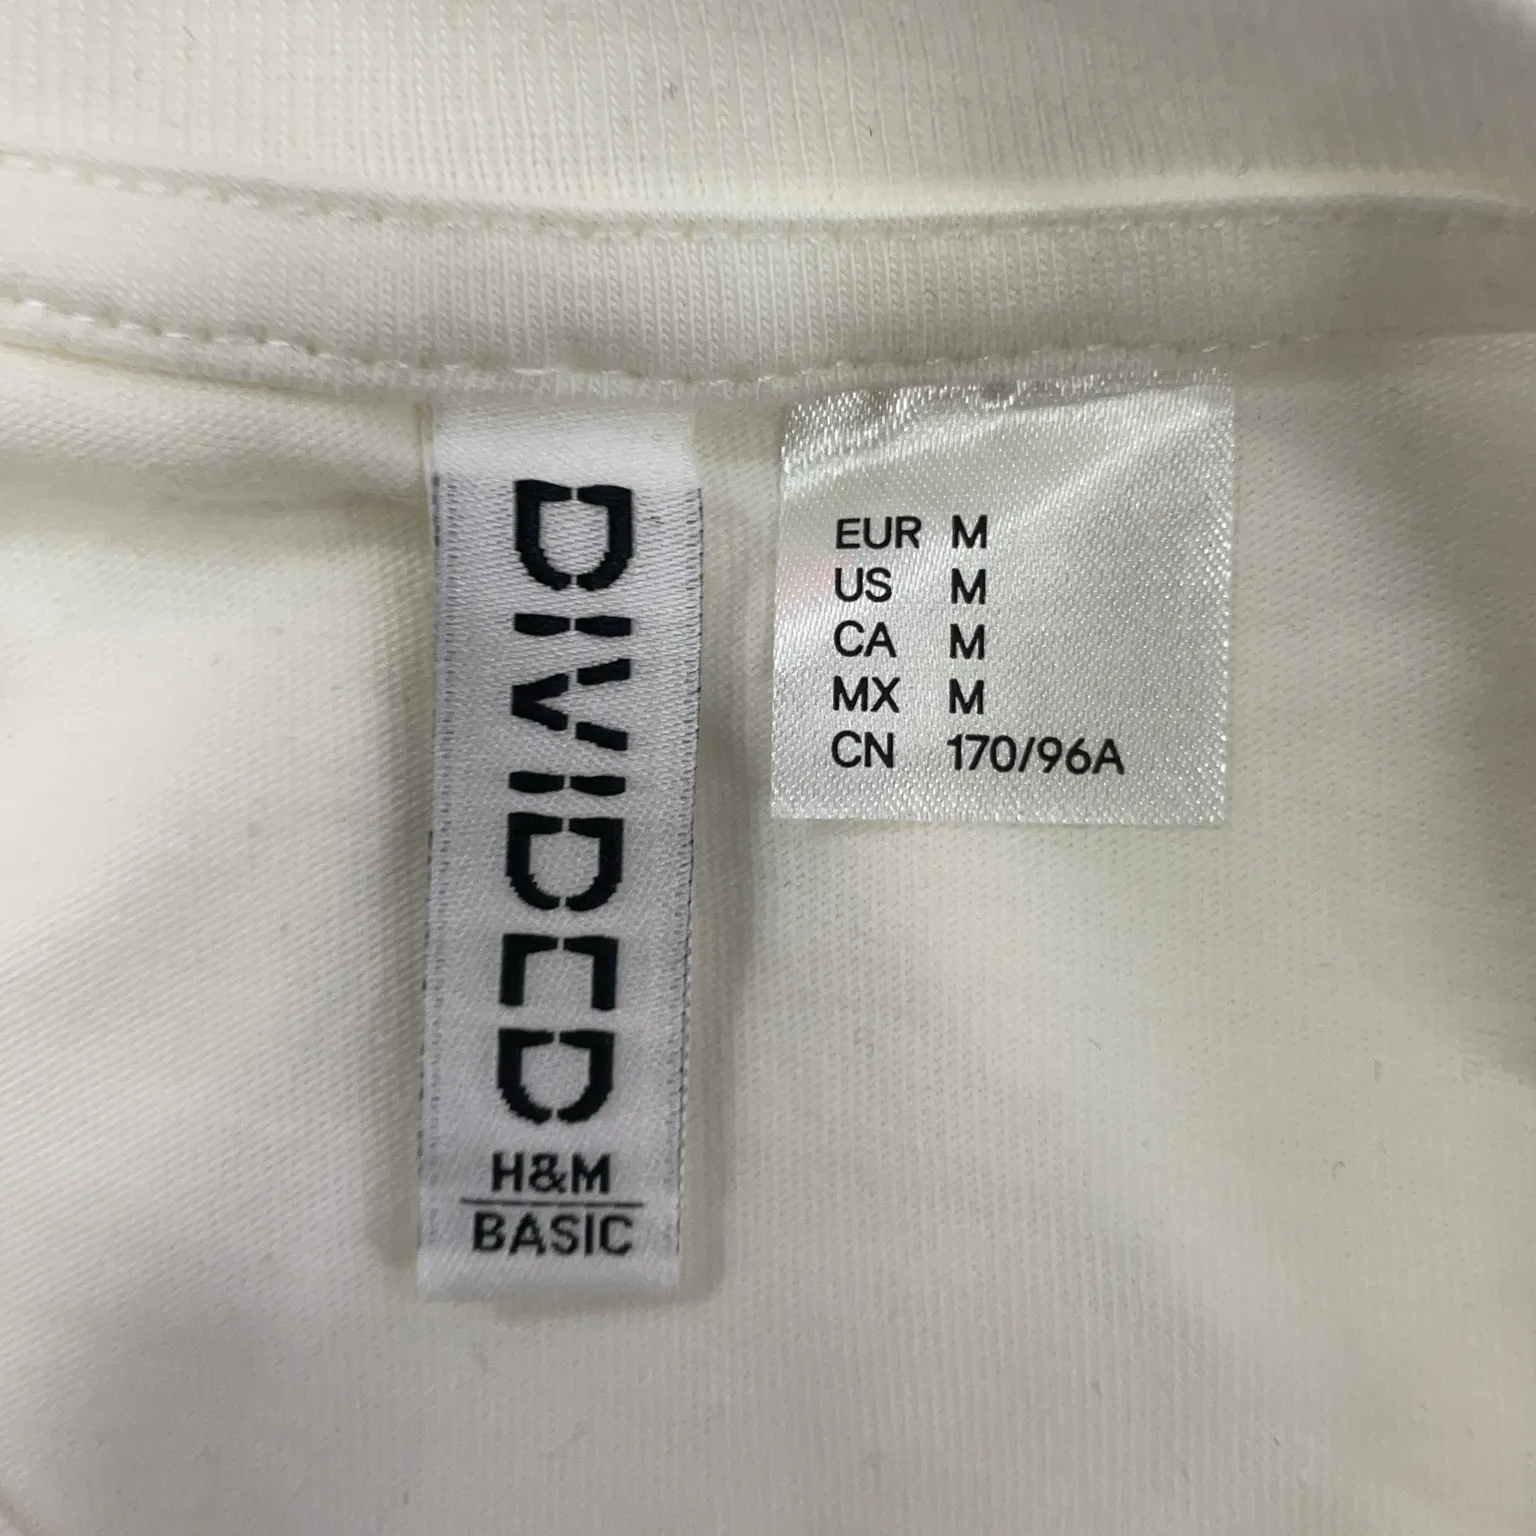 DIVIDED
H&M
BASIC
EUR M
US M
CA M
MX M
CN 170/96A